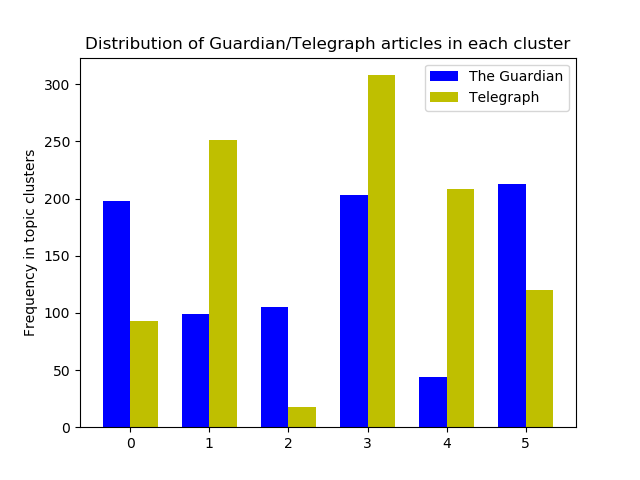 Distribution of Guardian/Telegraph articles in each cluster
The Guardian
Telegraph
Frequency in topic clusters
300
250
200
150
100
50
0
0 1 2 3 4 5